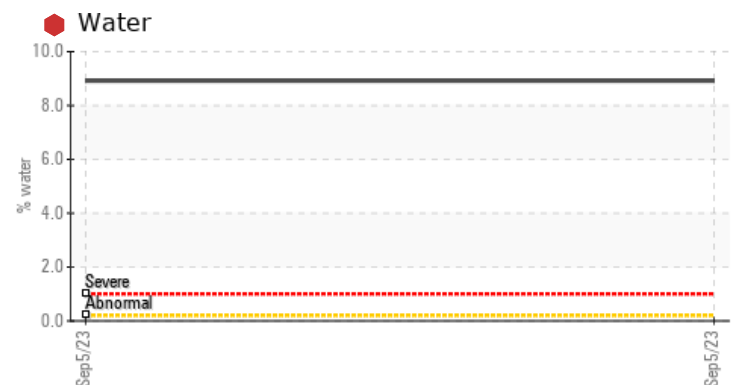 Water
10.0
8.0
6.0
4.0
2.0
0.0
% water
Severe
Abnormal
Sep5/23
Sep5/23